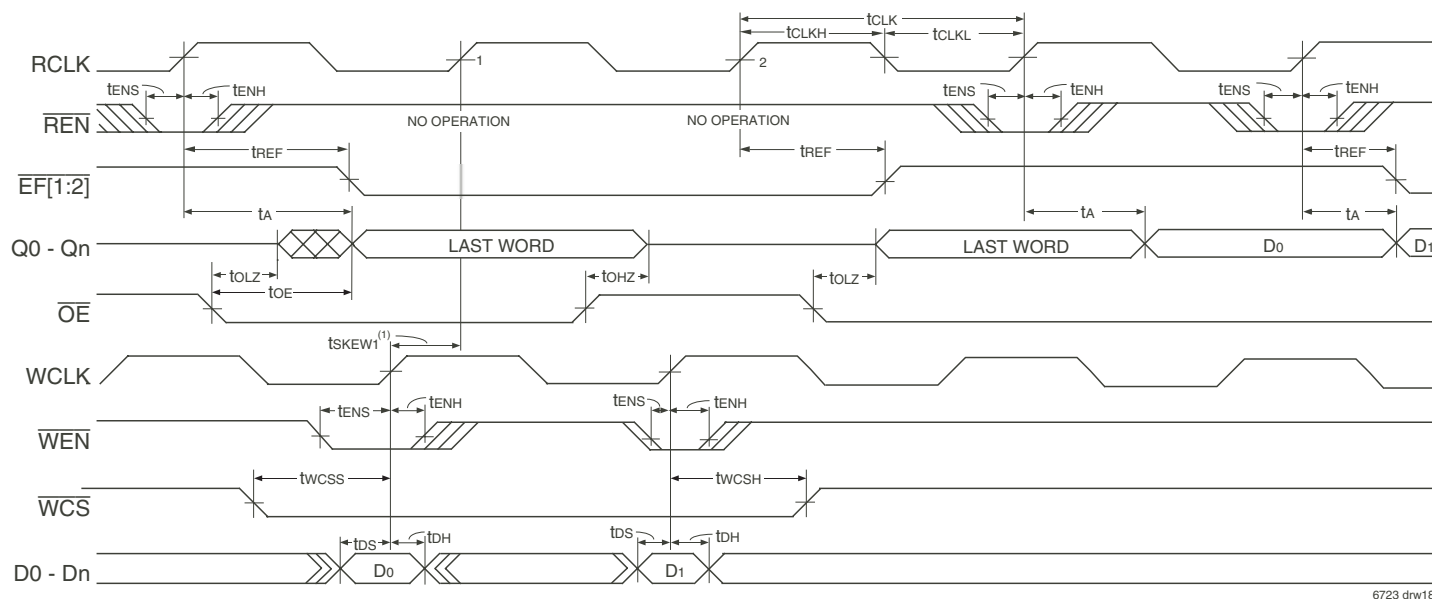 tCLK
tCLKH tCLKL
RCLK 1 2
tENS tENH tENS tENH tENS tENH
REN NO OPERATION NO OPERATION
tREF tREF tREF
EF[1:2]
tA tA tA
Q0 - Qn LAST WORD LAST WORD D0 D1
tOLZ tOHZ tOLZ
tOE
OE
tSKEW1(1)
WCLK
tENS tENH tENS tENH
WEN
tWCSS tWCSH
WCS
tDS tDH tDS tDH
D0 - Dn D0 D1
6723 drw18